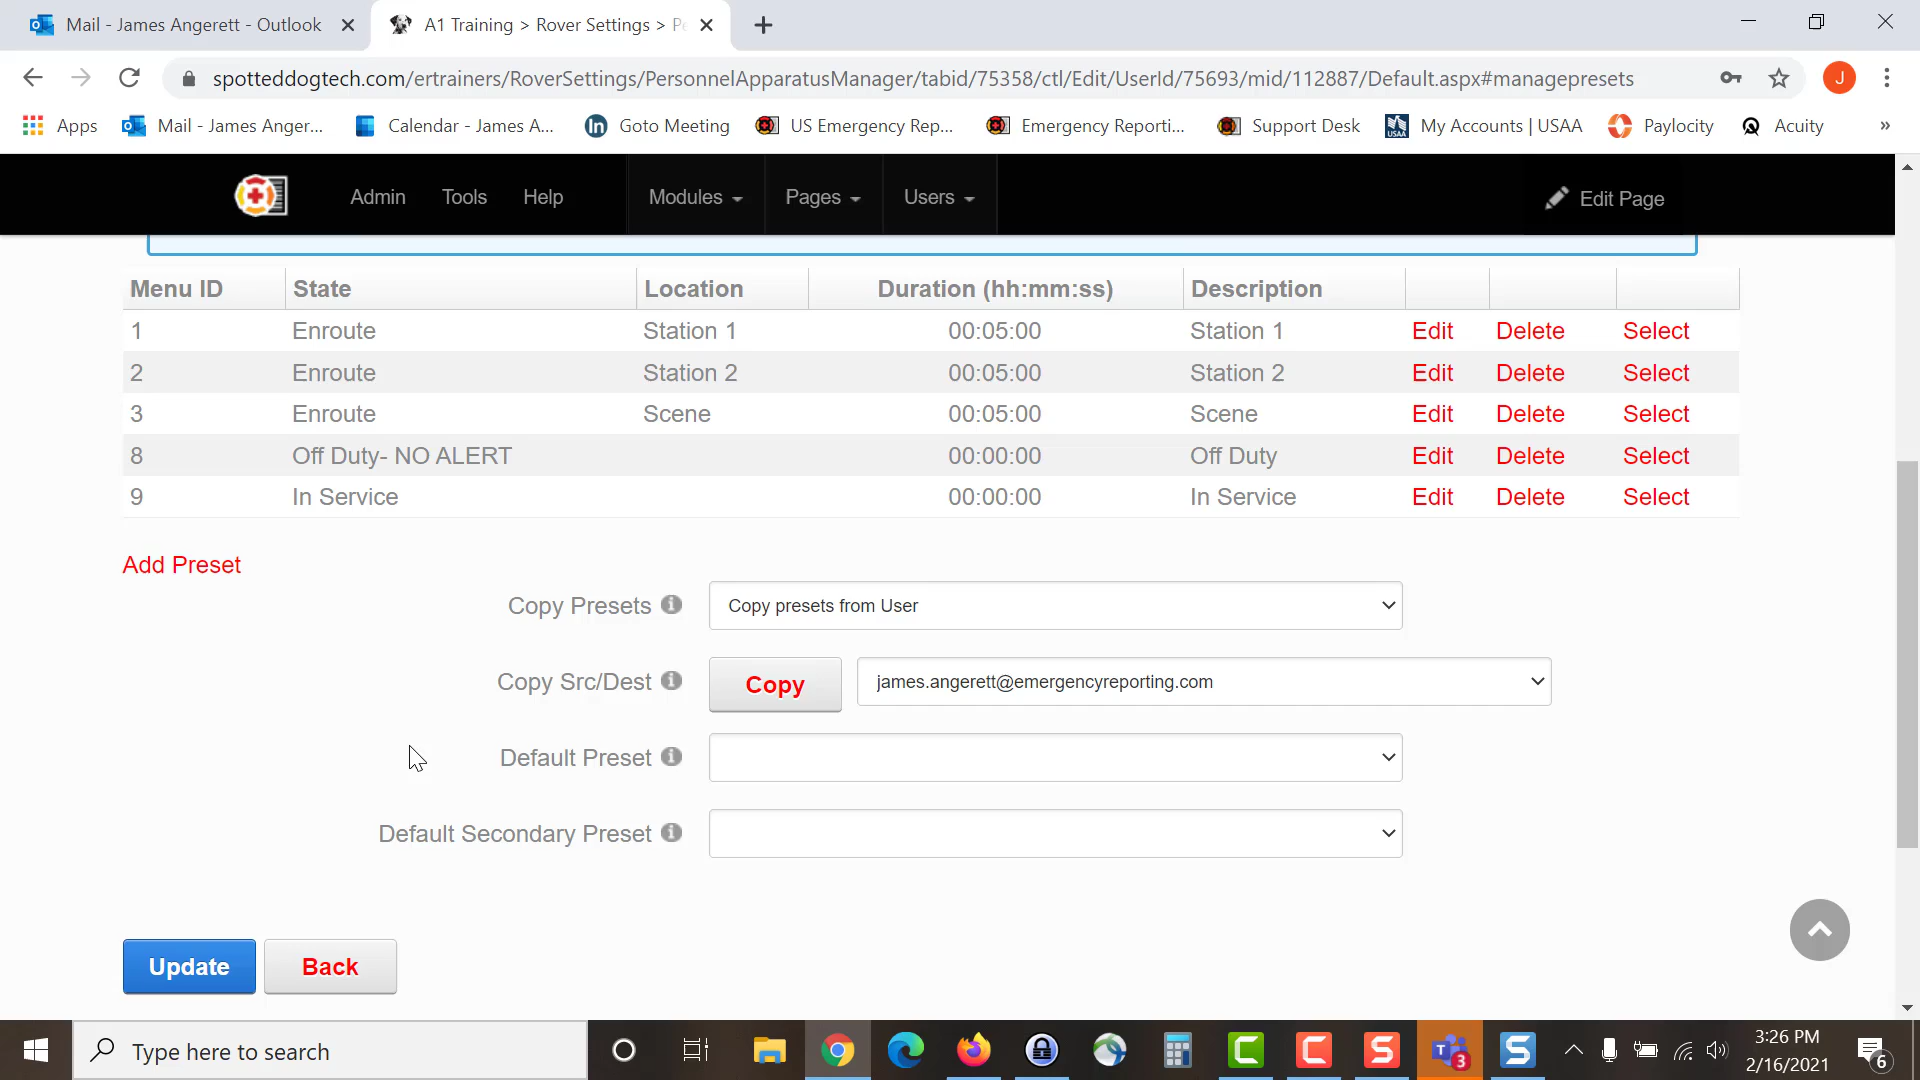 Mail - James Angerett - Outlook
A1 Training > Rover Settings > Pe
spotteddogtech.com/ertrainers/RoverSettings/PersonnelApparatusManager/tabid/75358/ctl/Edit/UserId/75693/mid/112887/Default.aspx#managepresets
J
Apps Mail - James Anger... Calendar - James A... Goto Meeting US Emergency Rep... Emergency Reporti... Support Desk My Accounts | USAA Paylocity Acuity »
Admin Tools Help Modules Pages Users Edit Page
Menu ID State Location Duration (hh:mm:ss) Description
1 Enroute Station 1 00:05:00 Station 1 Edit Delete Select
2 Enroute Station 2 00:05:00 Station 2 Edit Delete Select
3 Enroute Scene 00:05:00 Scene Edit Delete Select
8 Off Duty- NO ALERT 00:00:00 Off Duty Edit Delete Select
9 In Service 00:00:00 In Service Edit Delete Select
Add Preset
Copy Presets Copy presets from User
Copy Src/Dest Copy james.angerett@emergencyreporting.com
Default Preset
Default Secondary Preset
Update Back
Type here to search
3
3:26 PM
2/16/2021
6